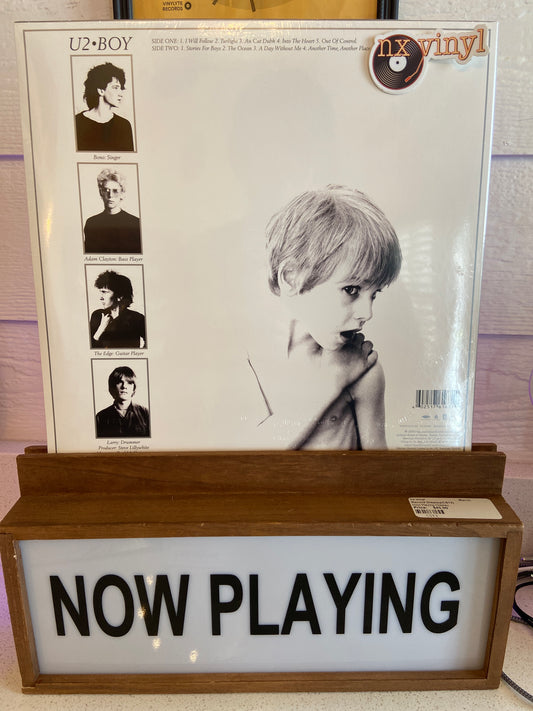 VINYLYTE
RECORDS
U2•BOY
SIDE ONE: 1. I Will Follow 2. Twilight 3. An Cat Dubh 4. Into The Heart 5. Out Of Control
SIDE TWO: 1. Stories For Boys 2. The Ocean 3. A Day Without Me 4. Another Time, Another Place
nx vinyl
Bono: Singer
Adam Clayton: Bass Player
The Edge: Guitar Player
Larry: Drummer
Producer: Steve Lillywhite
Price:
NOW PLAYING